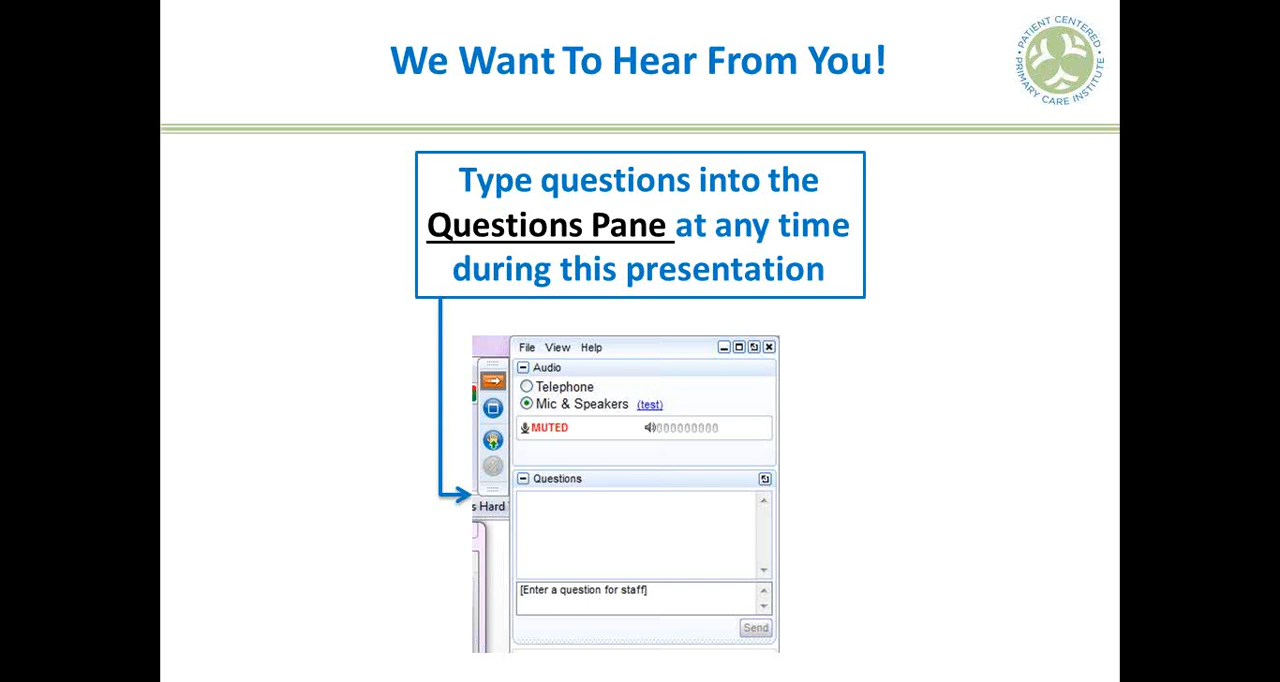 We Want To Hear From You!
PATIENT CENTERED
PRIMARY CARE INSTITUTE
Type questions into the
Questions Pane at any time
during this presentation
File View Help
Audio
Telephone
Mic & Speakers (test)
MUTED
Questions
s Hard
[Enter a question for staff]
Send